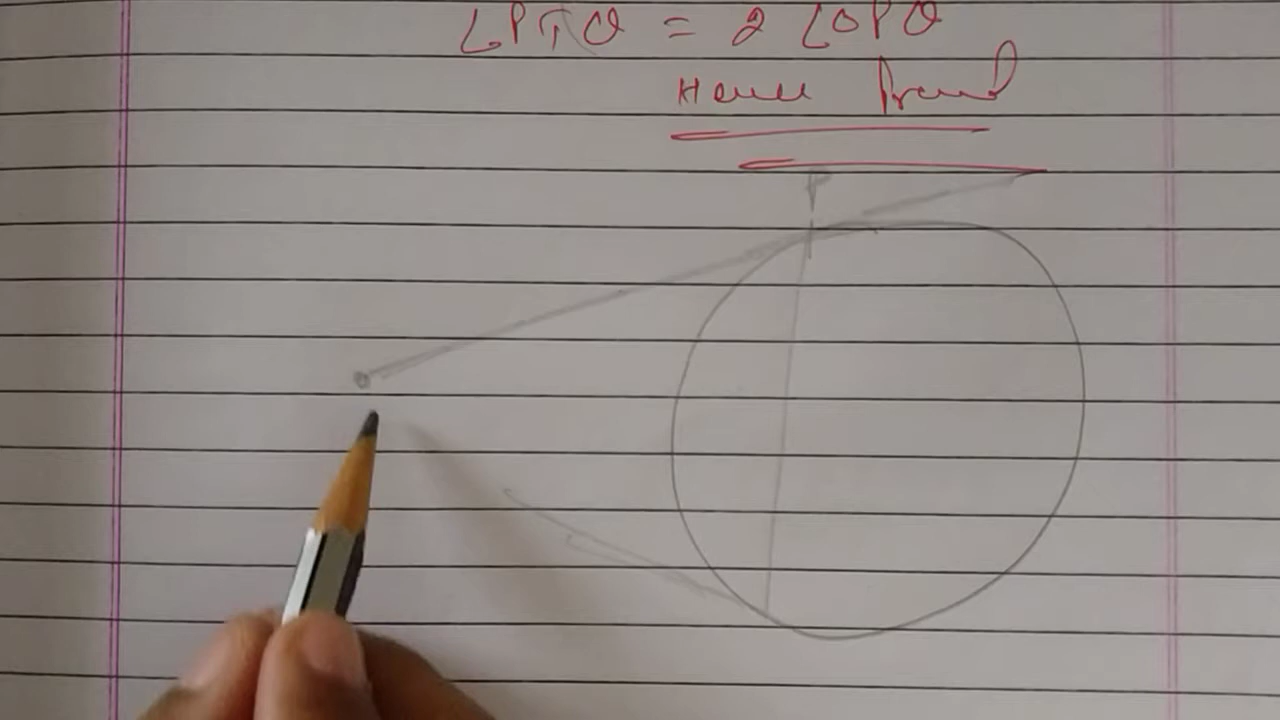 ∠PTQ = 2 ∠OPQ
Hence Proved
P